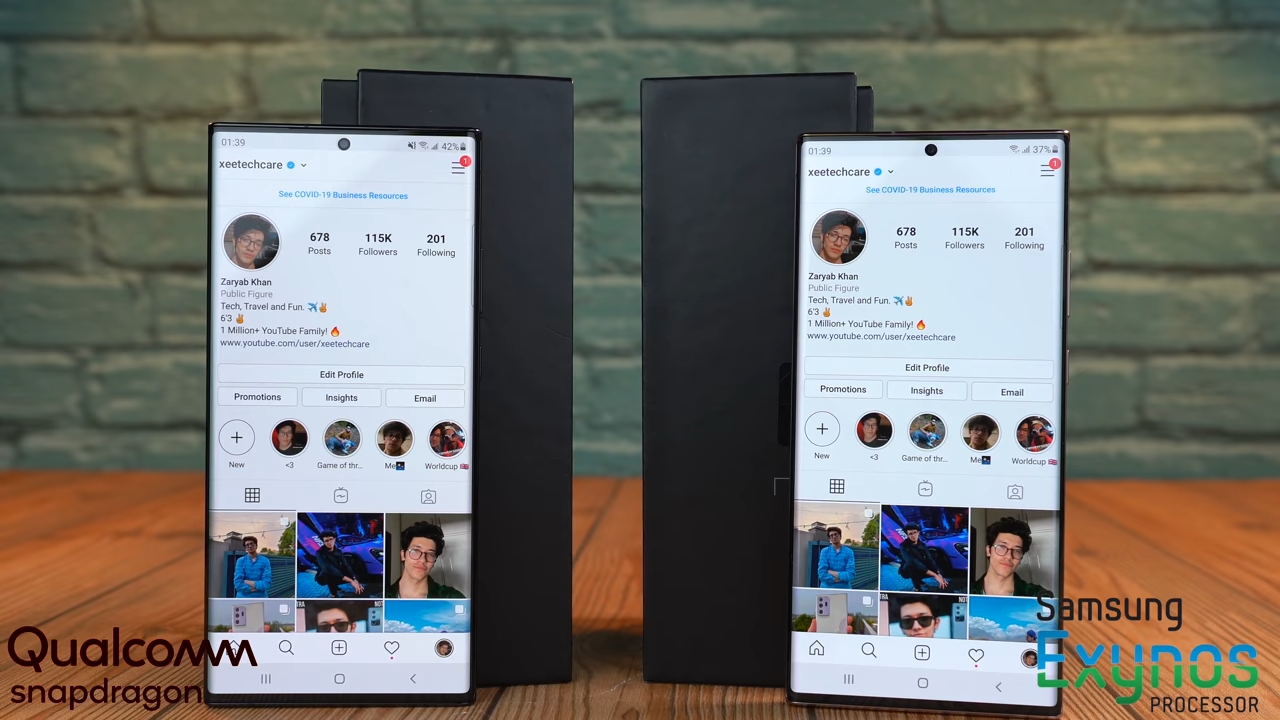 01:39
42%
xeetechcare
1
See COVID-19 Business Resources
678
115K
201
Posts
Followers
Following
Zaryab Khan
Public Figure
Tech, Travel and Fun. ✈️✌️
6'3 ✌️
1 Million+ YouTube Family! 🔥
www.youtube.com/user/xeetechcare
Edit Profile
Promotions
Insights
Email
New
<3
Game of thr...
Me
Worldcup 🇬🇧
TRA
NOT
Qualcomm
snapdragon
01:39
37%
xeetechcare
1
See COVID-19 Business Resources
678
115K
201
Posts
Followers
Following
Zaryab Khan
Public Figure
Tech, Travel and Fun. ✈️✌️
6'3 ✌️
1 Million+ YouTube Family! 🔥
www.youtube.com/user/xeetechcare
Edit Profile
Promotions
Insights
Email
New
<3
Game of thr...
Me
Worldcup
Samsung
Exynos
PROCESSOR